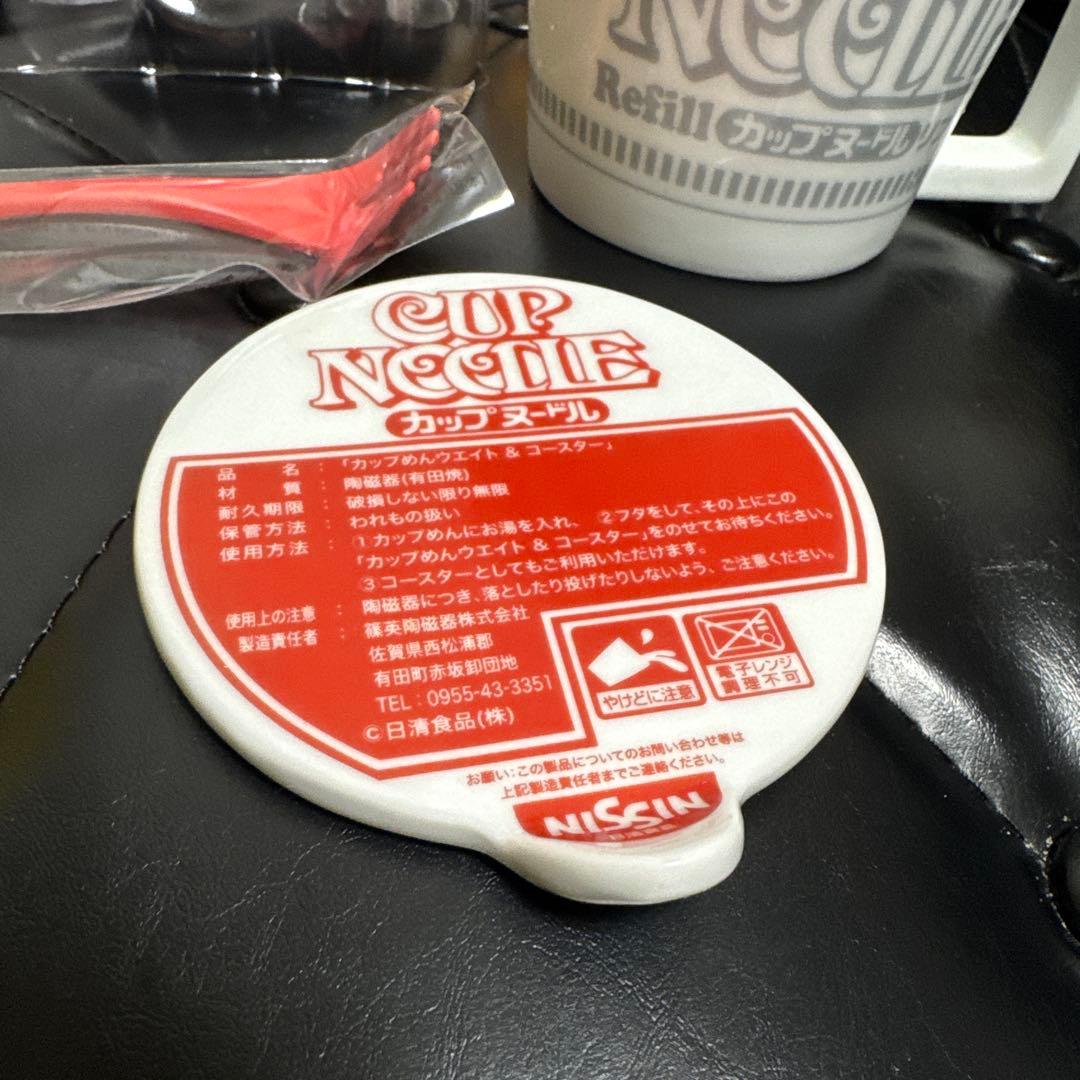 NOODLE
Refill カップヌードル
CUP
NOODLE
カップヌードル
品名:「カップめんウエイト & コースター」
材質:陶磁器(有田焼)
耐久期限:破損しない限り無限
保管方法:われもの扱い
使用方法:①カップめんにお湯を入れ、 ②フタをして、その上にこの
「カップめんウエイト & コースター」をのせてお待ちください。
③コースターとしてもご利用いただけます。
使用上の注意:陶磁器につき、落としたり投げたりしないよう、ご注意ください。
製造責任者:篠英陶磁器株式会社
佐賀県西松浦郡
有田町赤坂卸団地
TEL:0955-43-3351
©日清食品(株)
やけどに注意
電子レンジ
調理不可
お願い:この製品についてのお問い合わせ等は
上記製造責任者までご連絡ください。
NISSIN
日清食品